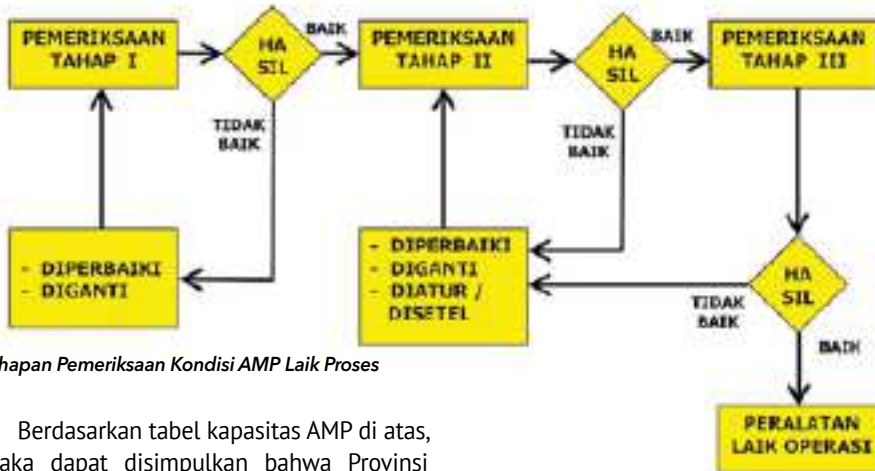 PEMERIKSAAN
TAHAP I
HA
SIL
BAIK
PEMERIKSAAN
TAHAP II
HA
SIL
BAIK
PEMERIKSAAN
TAHAP III
TIDAK
BAIK
TIDAK
BAIK
- DIPERBAIKI
- DIGANTI
- DIPERBAIKI
- DIGANTI
- DIATUR /
DISETEL
TIDAK
BAIK
HA
SIL
BAIK
PERALATAN
LAIK OPERASI
hapan Pemeriksaan Kondisi AMP Laik Proses
Berdasarkan tabel kapasitas AMP di atas,
aka dapat disimpulkan bahwa Provinsi